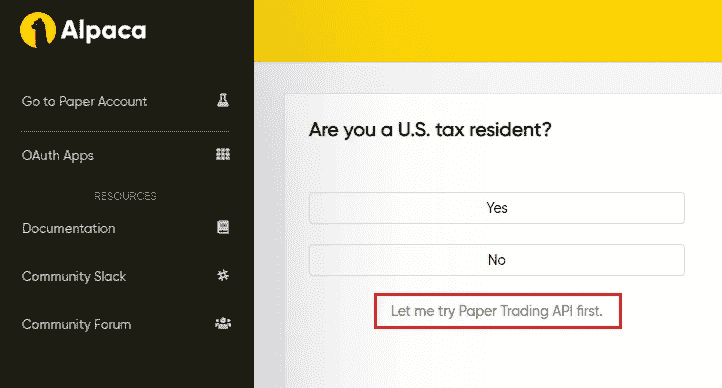 Alpaca
Go to Paper Account
OAuth Apps
RESOURCES
Documentation
Community Slack
Community Forum
Are you a U.S. tax resident?
Yes
No
Let me try Paper Trading API first.